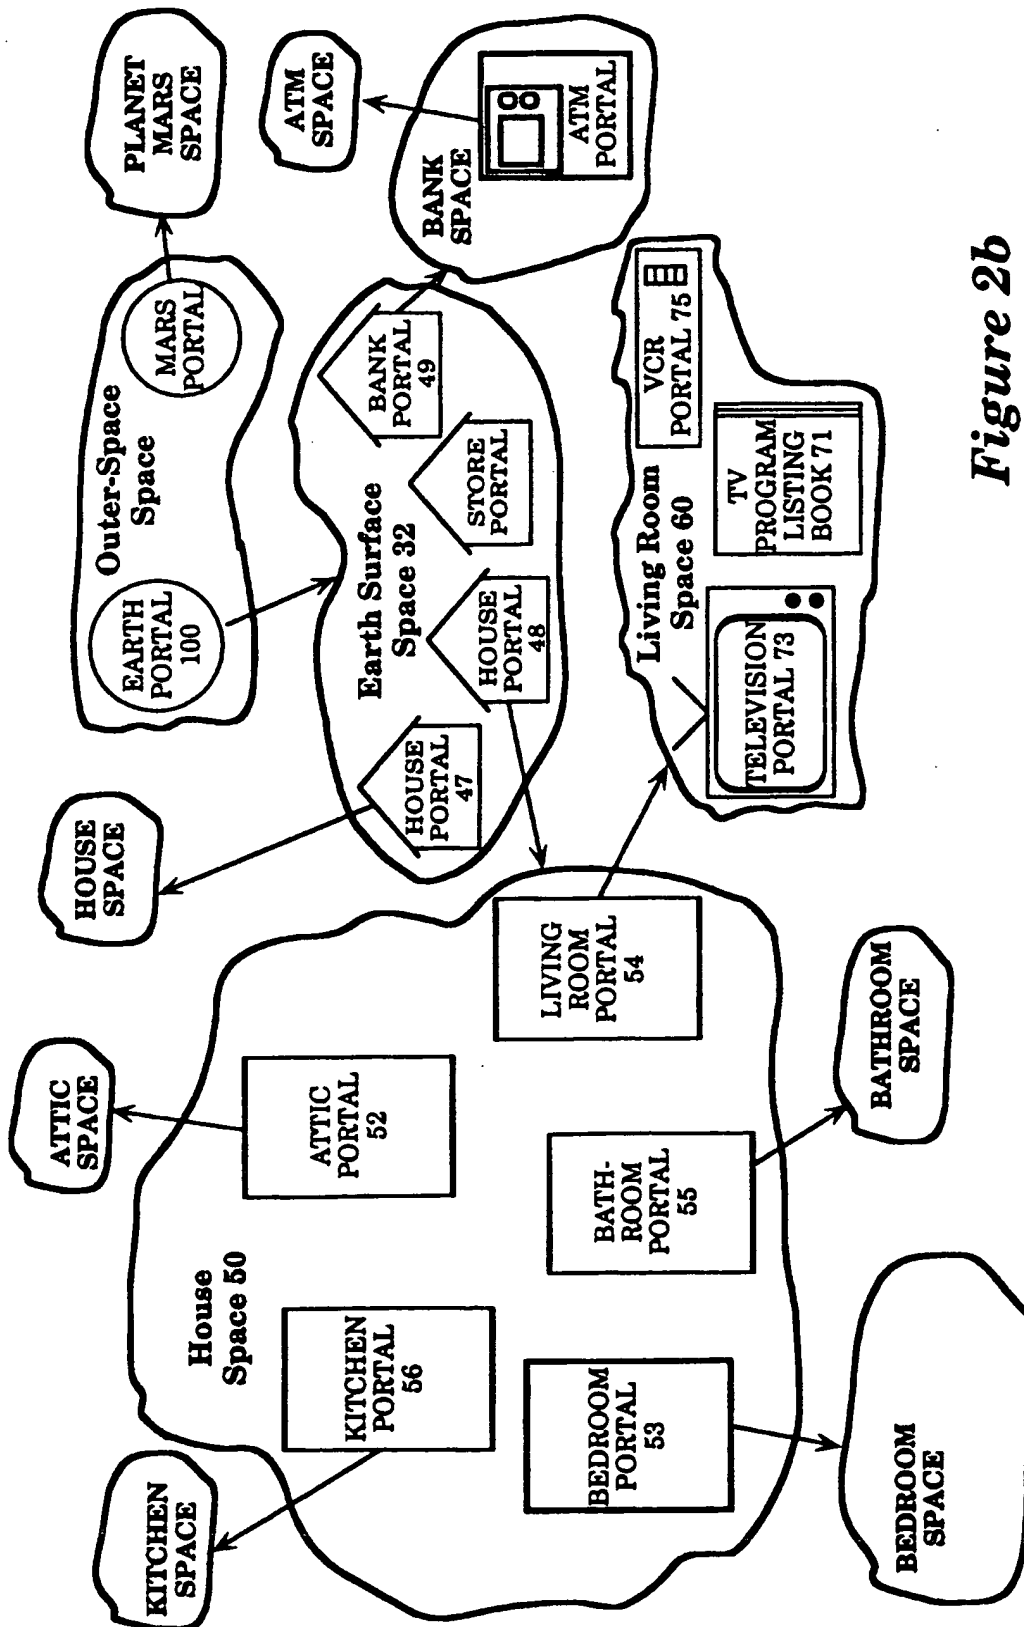 KITCHEN
SPACE
ATTIC
SPACE
HOUSE
SPACE
EARTH
PORTAL
100
Outer-Space
Space
MARS
PORTAL
PLANET
MARS
SPACE
House
Space 50
KITCHEN
PORTAL
56
ATTIC
PORTAL
52
BEDROOM
PORTAL
53
BATH-
ROOM
PORTAL
55
LIVING
ROOM
PORTAL
54
HOUSE
PORTAL
47
Earth Surface
Space 32
HOUSE
PORTAL
48
STORE
PORTAL
BANK
PORTAL
49
ATM
SPACE
BANK
SPACE
ATM
PORTAL
BEDROOM
SPACE
BATHROOM
SPACE
Living Room
Space 60
TELEVISION
PORTAL 73
TV
PROGRAM
LISTING
BOOK 71
VCR
PORTAL 75
Figure 2b